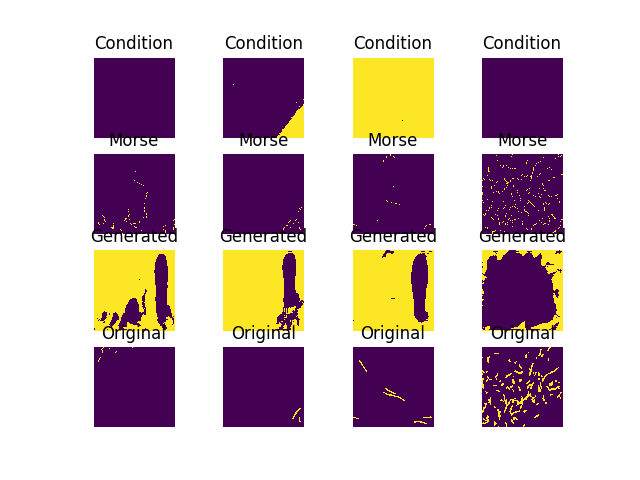 Condition Condition Condition Condition
Morse Morse Morse Morse
Generated Generated Generated Generated
Original Original Original Original